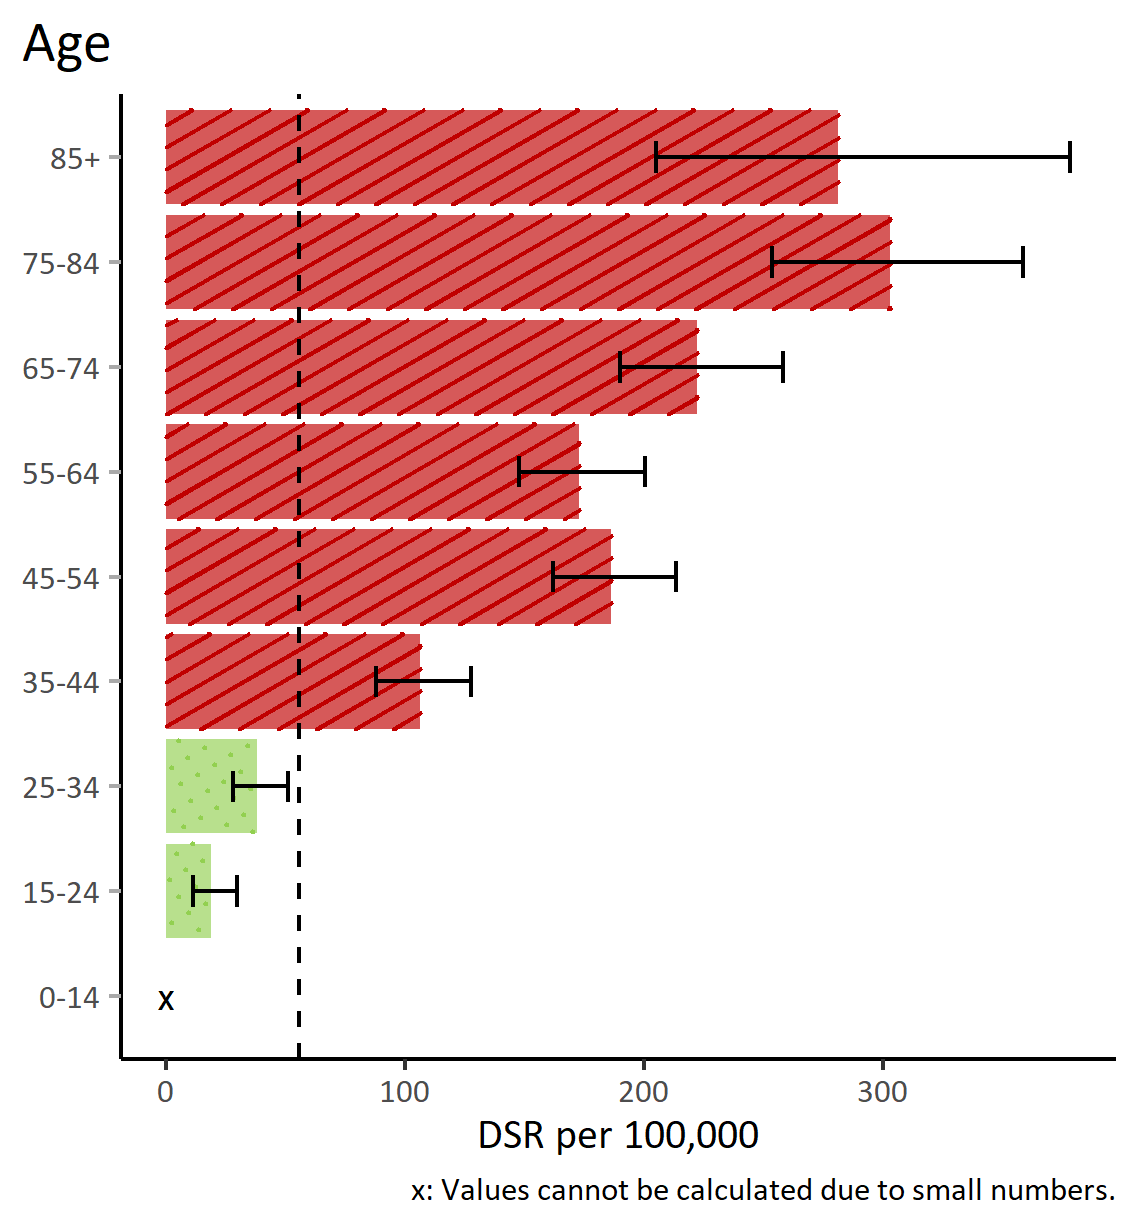 Age
85+
75-84
65-74
55-64
45-54
35-44
25-34
15-24
0-14
x
0 100 200 300
DSR per 100,000
x: Values cannot be calculated due to small numbers.